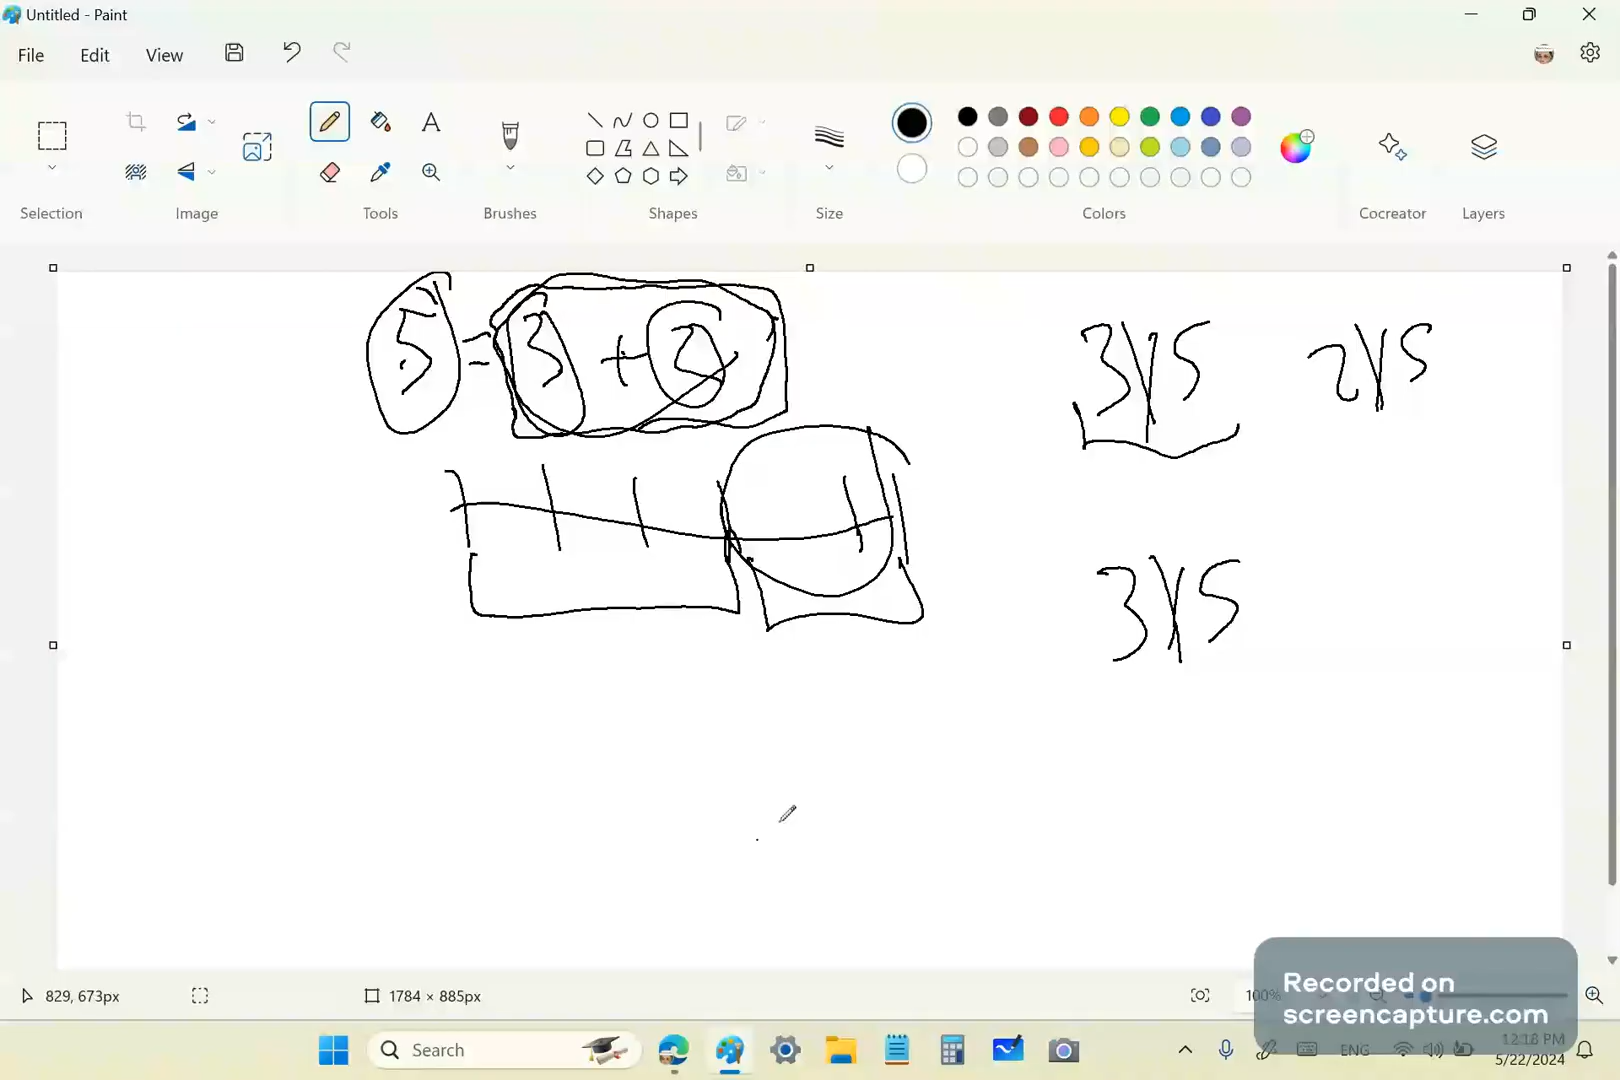 Untitled - Paint
File Edit View
Selection Image Tools Brushes Shapes Size Colors Cocreator Layers
5 = 3 + 2
3/5 2/5
3/5
829, 673px 1784 × 885px 100%
Recorded on
screencapture.com
Search ENG 12:18 PM
5/22/2024